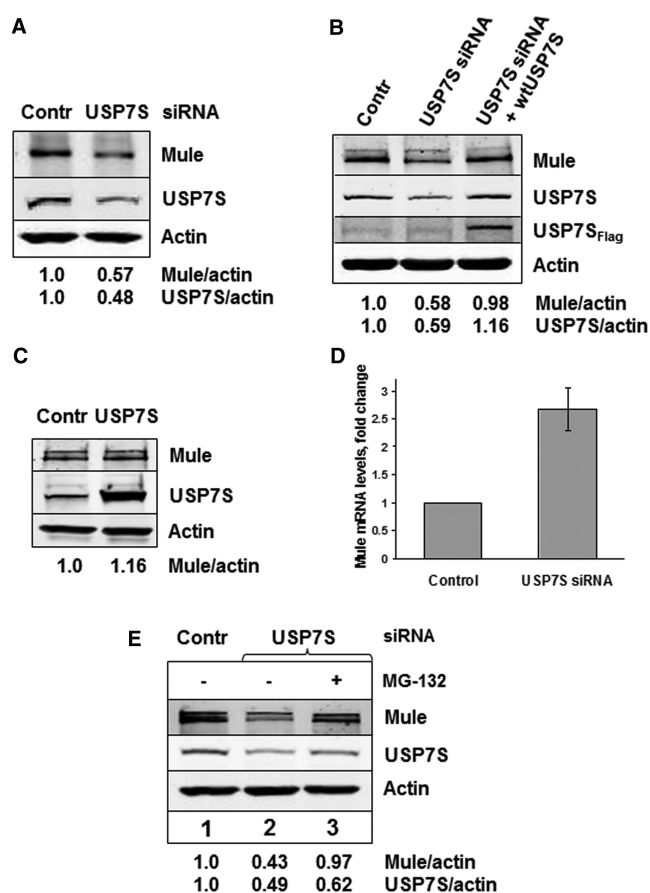 A
Contr USP7S siRNA
Mule
USP7S
Actin
1.0 0.57 Mule/actin
1.0 0.48 USP7S/actin
B
Contr
USP7S siRNA
USP7S siRNA
+ wtUSP7S
Mule
USP7S
USP7SFlag
Actin
1.0 0.58 0.98 Mule/actin
1.0 0.59 1.16 USP7S/actin
C
Contr USP7S
Mule
USP7S
Actin
1.0 1.16 Mule/actin
D
Mule mRNA levels, fold change
3
2.5
2
1.5
1
0.5
0
Control USP7S siRNA
E
Contr USP7S siRNA
- - + MG-132
Mule
USP7S
Actin
1 2 3
1.0 0.43 0.97 Mule/actin
1.0 0.49 0.62 USP7S/actin